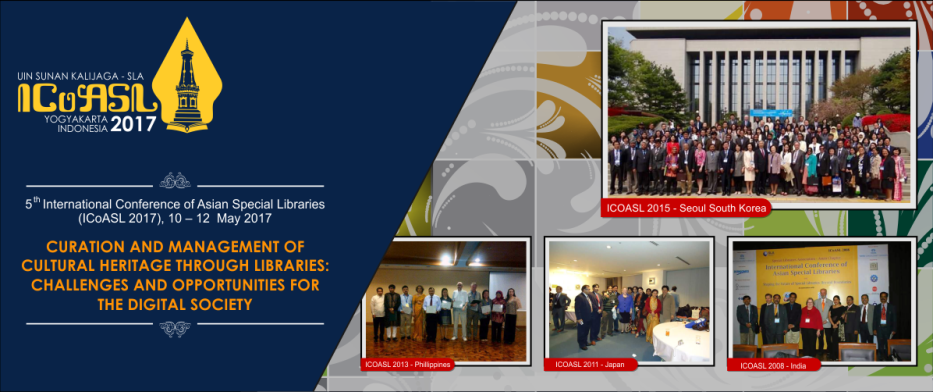 UIN SUNAN KALIJAGA - SLA
ICoASL
YOGYAKARTA
INDONESIA 2017
5th International Conference of Asian Special Libraries
(ICoASL 2017), 10 – 12 May 2017
CURATION AND MANAGEMENT OF
CULTURAL HERITAGE THROUGH LIBRARIES:
CHALLENGES AND OPPORTUNITIES FOR
THE DIGITAL SOCIETY
ICOASL 2015 - Seoul South Korea
ICOASL 2013 - Phillippines
ICOASL 2011 - Japan
International Conference of
Asian Special Libraries
ICOASL 2008 - India